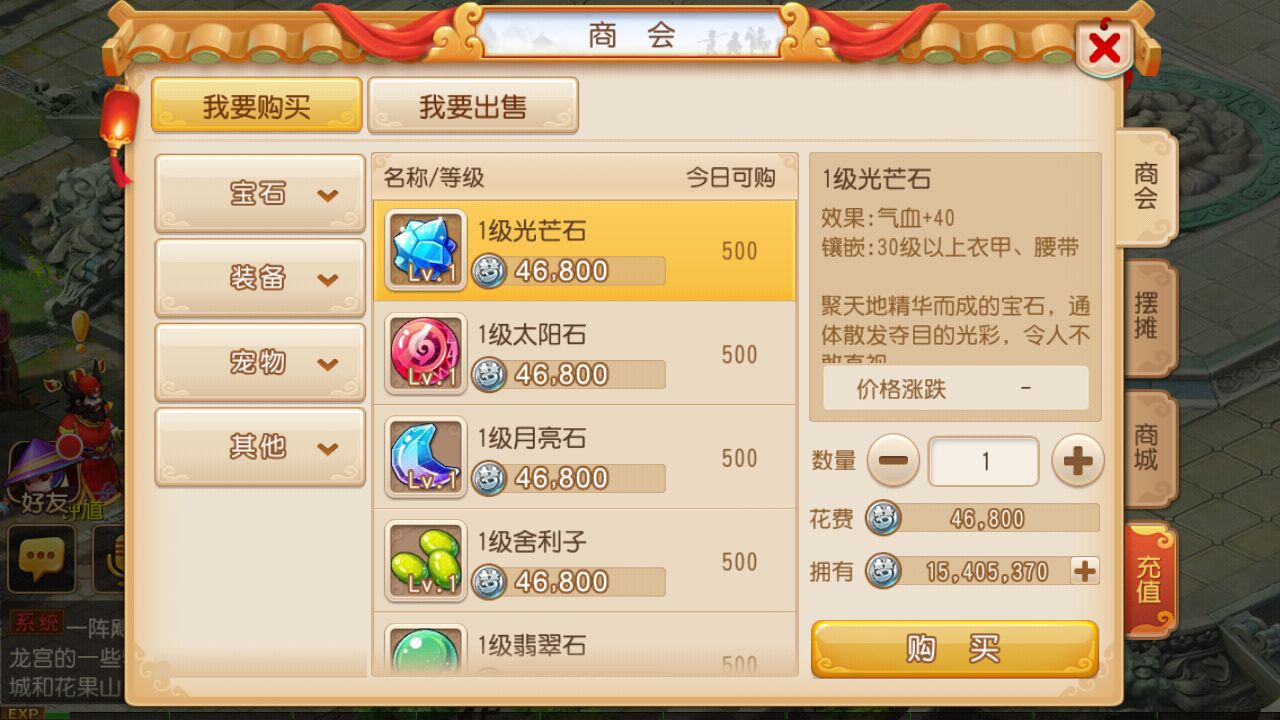 商 会
我要购买
我要出售
宝石
装备
宠物
其他
名称/等级 今日可购
1级光芒石
Lv.1 46,800 500
1级太阳石
Lv.1 46,800 500
1级月亮石
Lv.1 46,800 500
1级舍利子
Lv.1 46,800 500
1级翡翠石
500
1级光芒石
效果:气血+40
镶嵌:30级以上衣甲、腰带
聚天地精华而成的宝石，通
体散发夺目的光彩，令人不
敢直视
价格涨跌 -
数量 1
花费 46,800
拥有 15,405,370
购 买
商会
摆摊
商城
充值
好友
系统 一阵
龙宫的一些
城和花果山
EXP